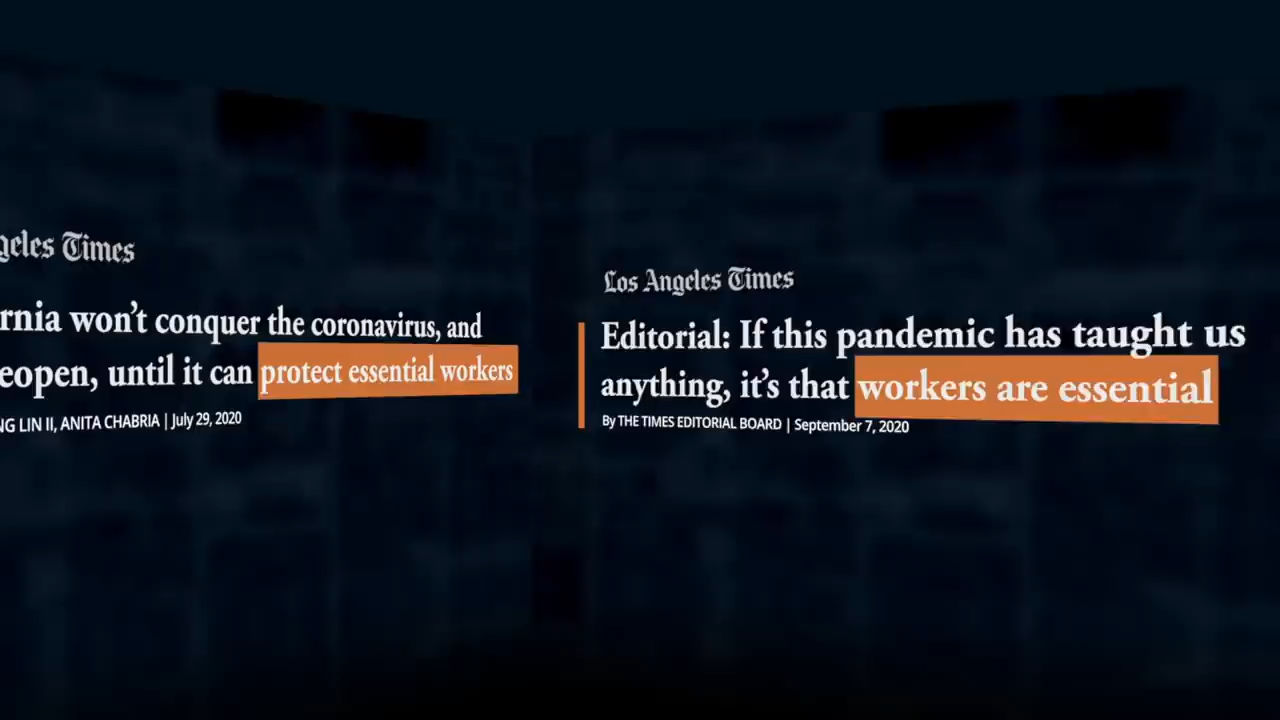 geles Times
rnia won't conquer the coronavirus, and
eopen, until it can protect essential workers
NG LIN II, ANITA CHABRIA | July 29, 2020
Los Angeles Times
Editorial: If this pandemic has taught us
anything, it's that workers are essential
By THE TIMES EDITORIAL BOARD | September 7, 2020